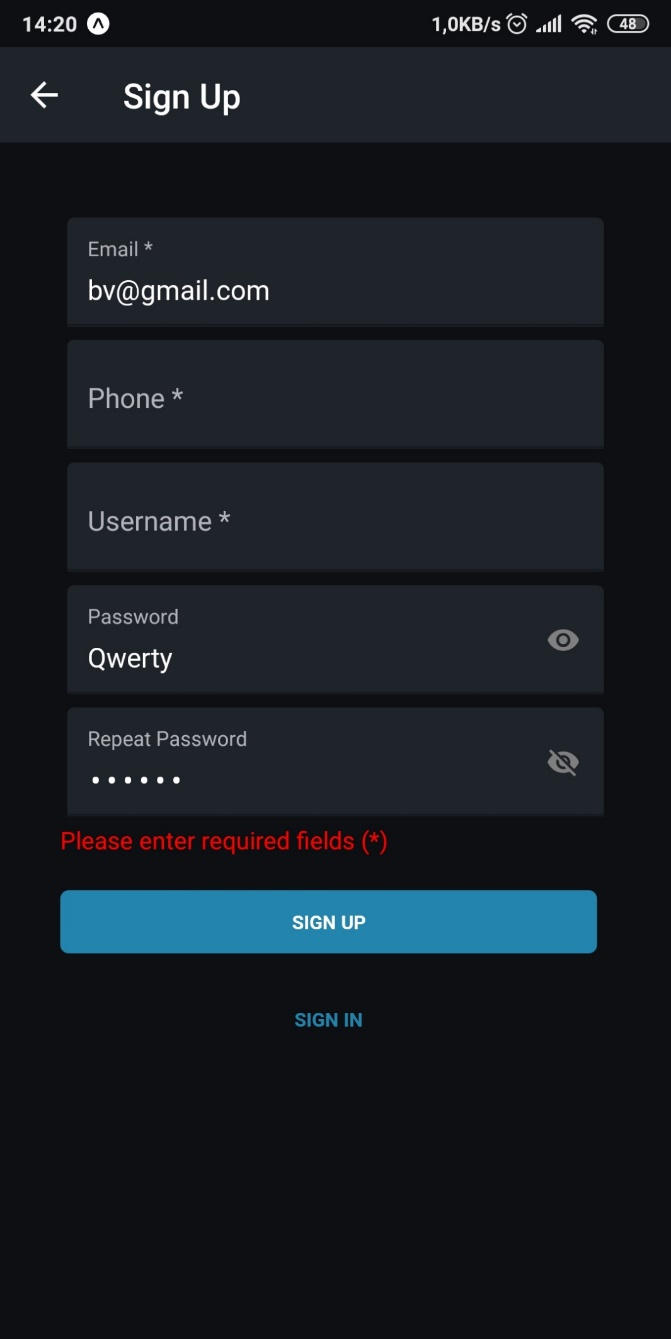 14:20 1,0KB/s 48
Sign Up
Email *
bv@gmail.com
Phone *
Username *
Password
Qwerty
Repeat Password
••••••
Please enter required fields (*)
SIGN UP
SIGN IN